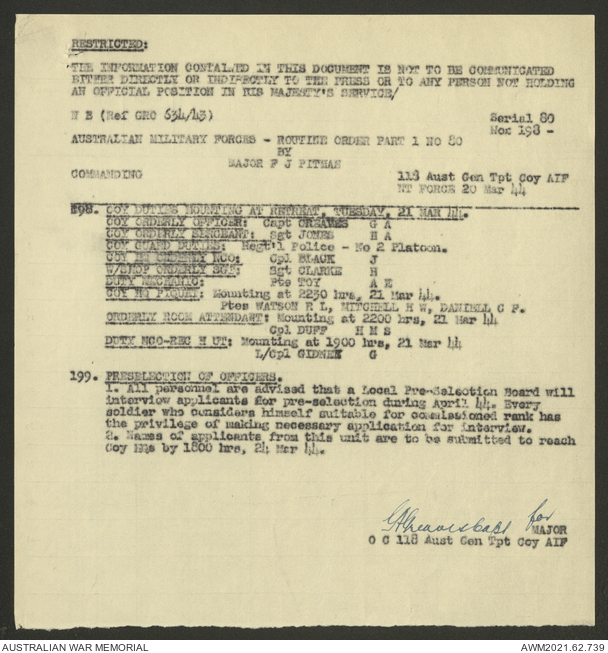 RESTRICTED:
THE INFORMATION CONTAINED IN THIS DOCUMENT IS NOT TO BE COMMUNICATED
EITHER DIRECTLY OR INDIRECTLY TO THE PRESS OR TO ANY PERSON NOT HOLDING
AN OFFICIAL POSITION IN HIS MAJESTY'S SERVICE/
N B (Ref GRO 534/43) Serial 80
Nos 198 -
AUSTRALIAN MILITARY FORCES - ROUTINE ORDER PART 1 NO 80
BY
MAJOR F J PITMAN
COMMANDING 118 Aust Gen Tpt Coy AIF
NT FORCE 20 Mar 44
198. COY DUTIES MOUNTING AT RETREAT, TUESDAY, 21 MAR 44.
COY ORDERLY OFFICER: Capt GREAVES G A
COY ORDERLY SERGEANT: Sgt JONES H A
COY GUARD DUTIES: Regt'l Police - No 2 Platoon.
COY HQ ORDERLY NCO: Cpl BLACK J
W/SHOP ORDERLY SGT: Sgt CLARKE H
DUTY MECHANIC: Pte TOY A E
COY HQ PIQUET: Mounting at 2230 hrs, 21 Mar 44.
Ptes WATSON R L, MITCHELL H W, DANIELL C P.
ORDERLY ROOM ATTENDANT: Mounting at 2200 hrs, 21 Mar 44
Cpl DUFF H M S
DUTY NCO-REC H UT: Mounting at 1900 hrs, 21 Mar 44
L/Cpl GIDNEY G
199. PRESELECTION OF OFFICERS.
1. All personnel are advised that a Local Pre-Selection Board will
interview applicants for pre-selection during April 44. Every
soldier who considers himself suitable for commissioned rank has
the privilege of making necessary application for interview.
2. Names of applicants from this unit are to be submitted to reach
Coy HQs by 1800 hrs, 24 Mar 44.
GAGreaves Capt for
MAJOR
O C 118 Aust Gen Tpt Coy AIF
AUSTRALIAN WAR MEMORIAL AWM2021.62.739